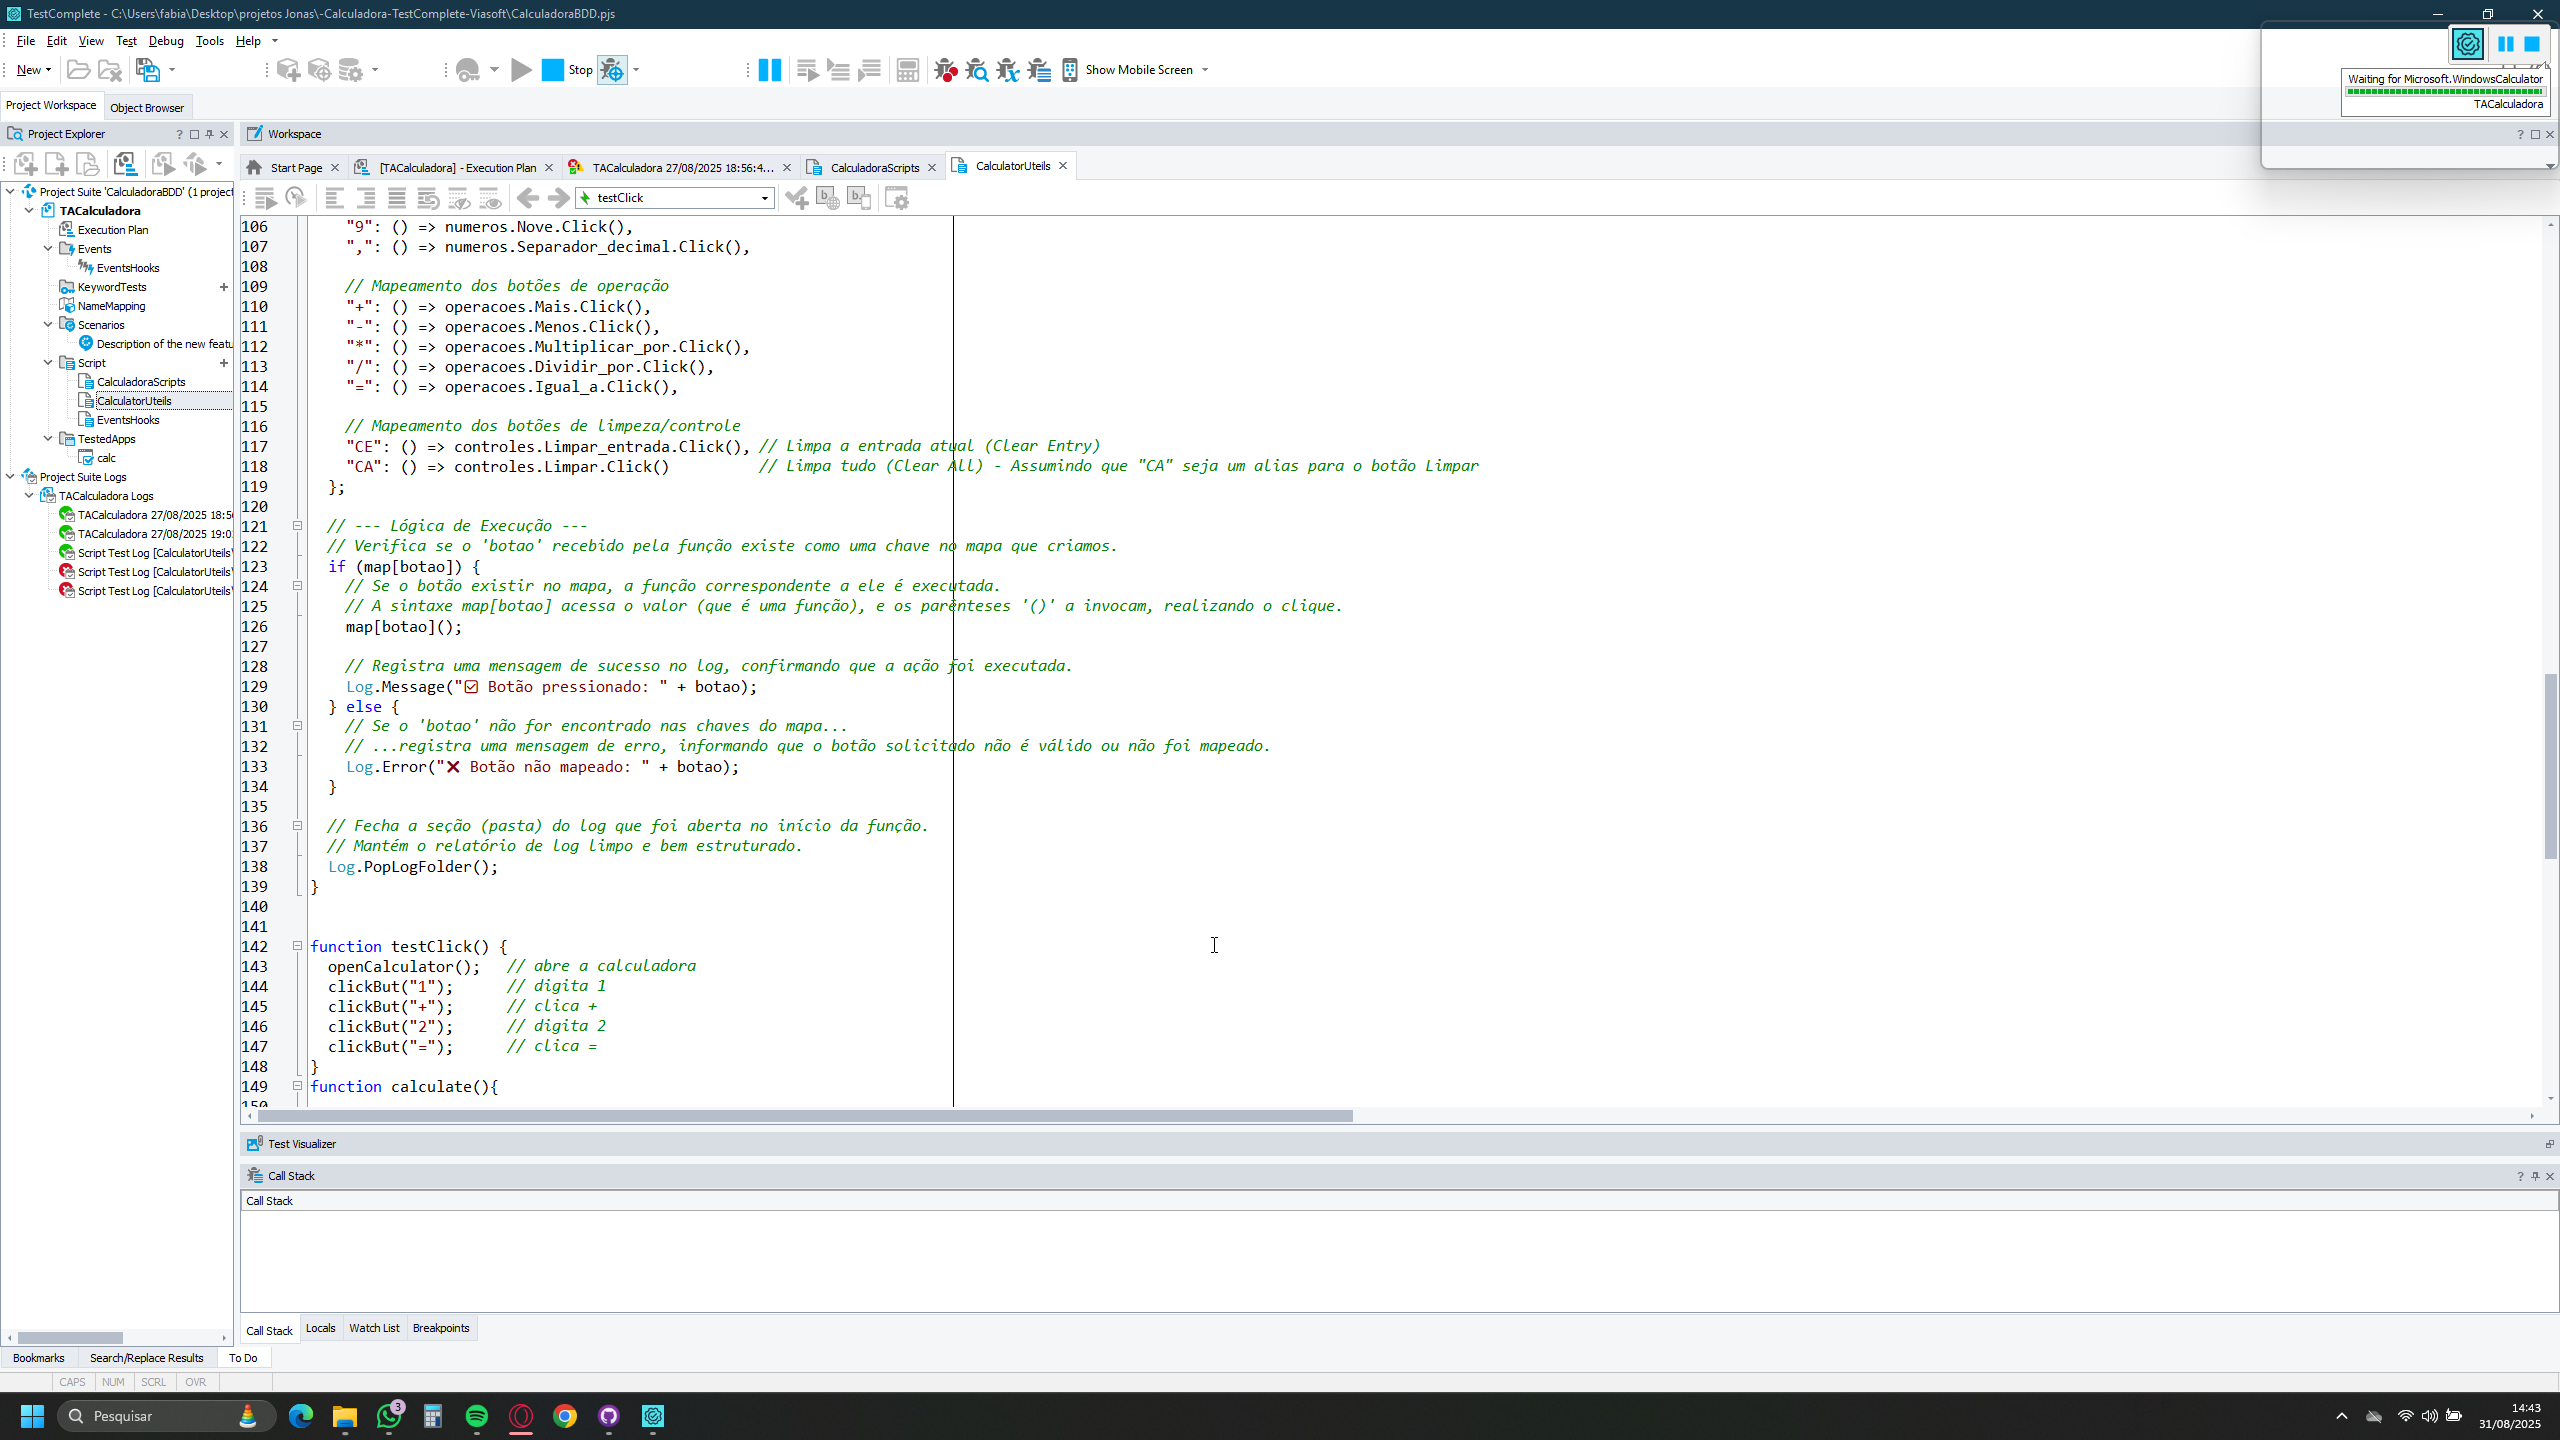 TestComplete - C:\Users\fabia\Desktop\projetos Jonas\-Calculadora-TestComplete-Viasoft\CalculadoraBDD.pjs
File Edit View Test Debug Tools Help
New Stop Show Mobile Screen
Waiting for Microsoft.WindowsCalculator
TACalculadora
Project Workspace Object Browser
Project Explorer
Workspace
Start Page [TACalculadora] - Execution Plan TACalculadora 27/08/2025 18:56:4... CalculadoraScripts CalculatorUteils
testClick
Project Suite 'CalculadoraBDD' (1 project
TACalculadora
Execution Plan
Events
EventsHooks
KeywordTests
NameMapping
Scenarios
Description of the new featu
Script
CalculadoraScripts
CalculatorUteils
EventsHooks
TestedApps
calc
Project Suite Logs
TACalculadora Logs
TACalculadora 27/08/2025 18:56
TACalculadora 27/08/2025 19:0
Script Test Log [CalculatorUteils\
Script Test Log [CalculatorUteils\
Script Test Log [CalculatorUteils\
106 "9": () => numeros.Nove.Click(),
107 ",": () => numeros.Separador_decimal.Click(),
108
109 // Mapeamento dos botões de operação
110 "+": () => operacoes.Mais.Click(),
111 "-": () => operacoes.Menos.Click(),
112 "*": () => operacoes.Multiplicar_por.Click(),
113 "/": () => operacoes.Dividir_por.Click(),
114 "=": () => operacoes.Igual_a.Click(),
115
116 // Mapeamento dos botões de limpeza/controle
117 "CE": () => controles.Limpar_entrada.Click(), // Limpa a entrada atual (Clear Entry)
118 "CA": () => controles.Limpar.Click() // Limpa tudo (Clear All) - Assumindo que "CA" seja um alias para o botão Limpar
119 };
120
121 // --- Lógica de Execução ---
122 // Verifica se o 'botao' recebido pela função existe como uma chave no mapa que criamos.
123 if (map[botao]) {
124 // Se o botão existir no mapa, a função correspondente a ele é executada.
125 // A sintaxe map[botao] acessa o valor (que é uma função), e os parênteses '()' a invocam, realizando o clique.
126 map[botao]();
127
128 // Registra uma mensagem de sucesso no log, confirmando que a ação foi executada.
129 Log.Message("☑ Botão pressionado: " + botao);
130 } else {
131 // Se o 'botao' não for encontrado nas chaves do mapa...
132 // ...registra uma mensagem de erro, informando que o botão solicitado não é válido ou não foi mapeado.
133 Log.Error("❌ Botão não mapeado: " + botao);
134 }
135
136 // Fecha a seção (pasta) do log que foi aberta no início da função.
137 // Mantém o relatório de log limpo e bem estruturado.
138 Log.PopLogFolder();
139 }
140
141
142 function testClick() {
143 openCalculator(); // abre a calculadora
144 clickBut("1"); // digita 1
145 clickBut("+"); // clica +
146 clickBut("2"); // digita 2
147 clickBut("="); // clica =
148 }
149 function calculate(){
150
Test Visualizer
Call Stack
Call Stack
Call Stack Locals Watch List Breakpoints
Bookmarks Search/Replace Results To Do
CAPS NUM SCRL OVR
Pesquisar
3
14:43
31/08/2025